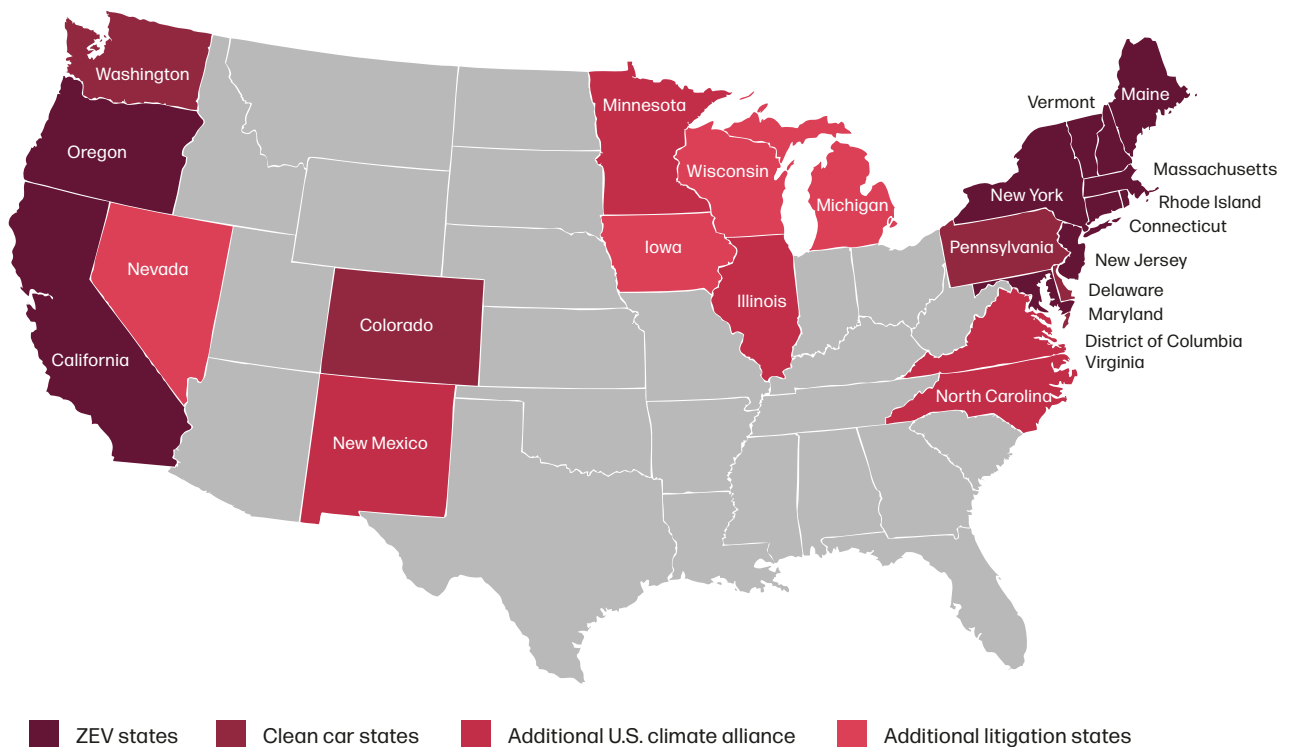 Washington
Minnesota
Vermont
Maine
Oregon
Wisconsin
Massachusetts
New York
Michigan
Rhode Island
Connecticut
Iowa
Pennsylvania
New Jersey
Nevada
Delaware
Illinois
Maryland
Colorado
District of Columbia
California
Virginia
North Carolina
New Mexico
ZEV states
Clean car states
Additional U.S. climate alliance
Additional litigation states